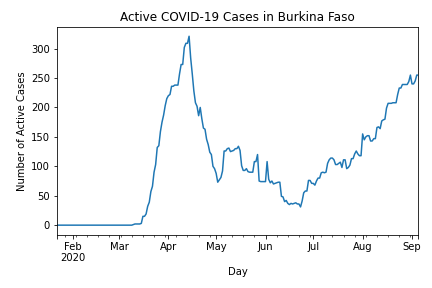 Active COVID-19 Cases in Burkina Faso
Number of Active Cases
300
250
200
150
100
50
0
Feb Mar Apr May Jun Jul Aug Sep
2020
Day